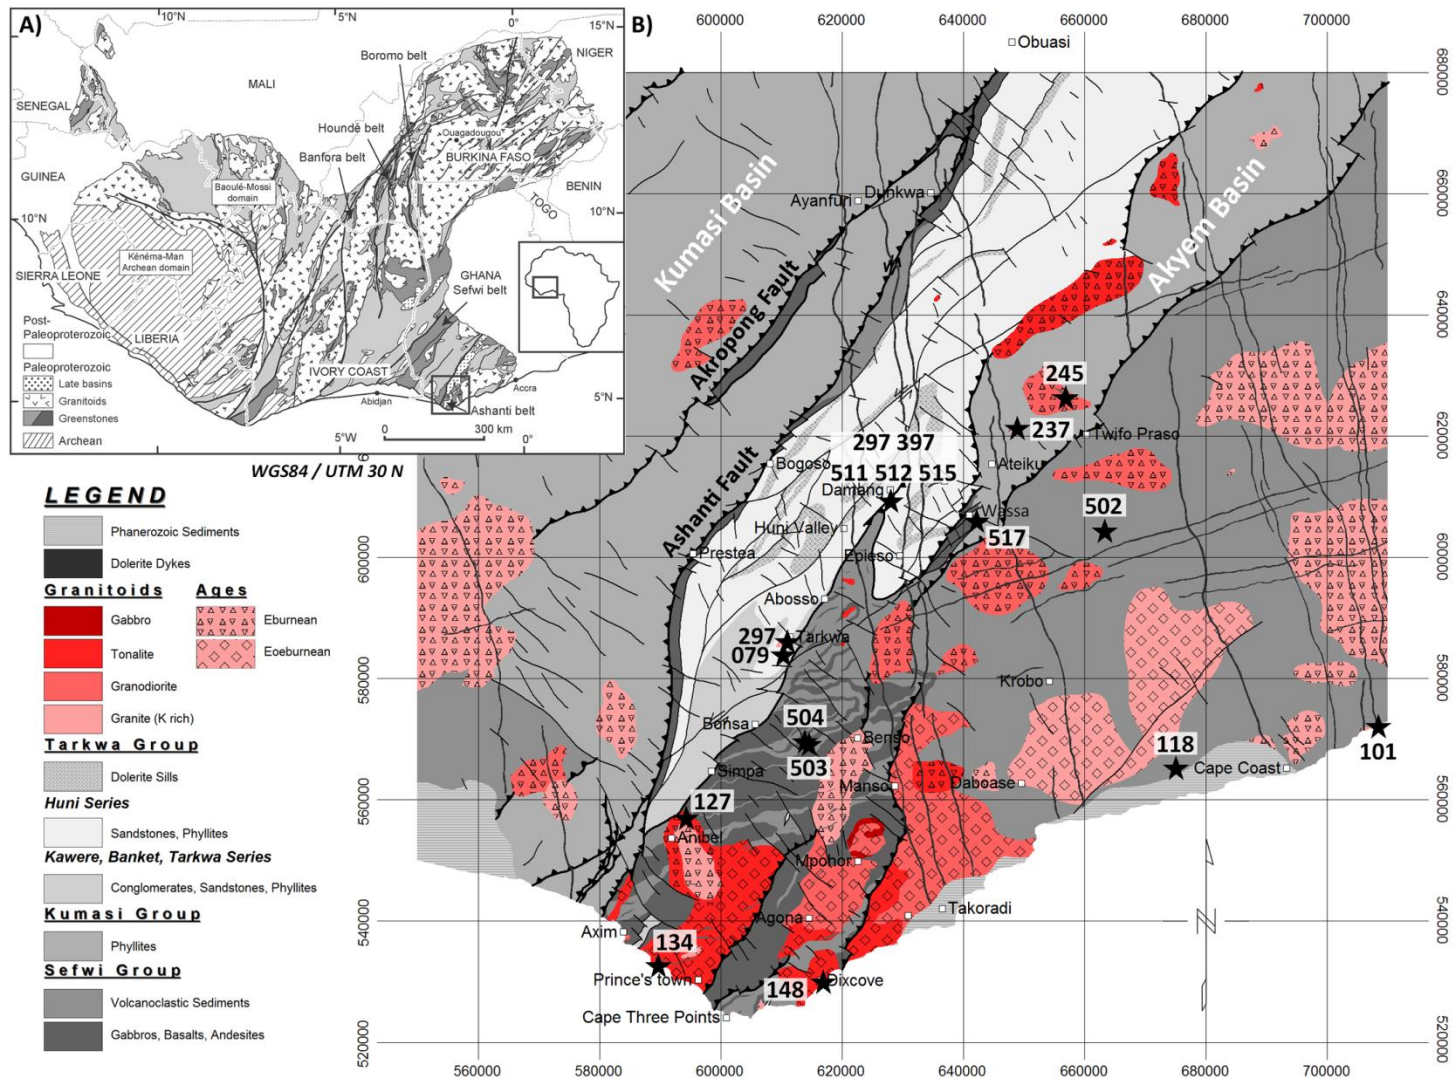 A)
10°N
5°N
0°
15°N
Boromo belt
NIGER
MALI
SENEGAL
Houndé belt
Ouagadougou
Banfora belt
BURKINA FASO
GUINEA
Baoulé-Mossi
domain
BENIN
TOGO
10°N
10°N
Kénéma-Man
Archean domain
GHANA
Sefwi belt
SIERRA LEONE
Post-
Paleoproterozoic
LIBERIA
Paleoproterozoic
IVORY COAST
Late basins
Granitoids
Accra
Abidjan
5°N
Greenstones
Ashanti belt
Archean
5°W
0
300 km
0°
WGS84 / UTM 30 N
B)
600000
620000
640000
660000
680000
700000
Obuasi
680000
Kumasi Basin
Akyem Basin
Dunkwa
Ayanfuri
660000
Akropong Fault
640000
245
237
Twifo Praso
620000
297 397
511 512 515
Bogoso
Ateiku
Damang
502
Ashanti Fault
Wassa
Huni Valley
517
Prestea
Epieso
600000
Abosso
297
Tarkwa
079
Krobo
580000
Bonsa
504
Benso
118
101
503
Simpa
Cape Coast
Manso
Daboase
127
560000
Anibel
Mpohor
Agona
Takoradi
540000
Axim
134
N
Prince's town
148
Dixcove
Cape Three Points
520000
560000
580000
600000
620000
640000
660000
680000
700000
LEGEND
Phanerozoic Sediments
Dolerite Dykes
Granitoids
Ages
Gabbro
Eburnean
Tonalite
Eoeburnean
Granodiorite
Granite (K rich)
Tarkwa Group
Dolerite Sills
Huni Series
Sandstones, Phyllites
Kawere, Banket, Tarkwa Series
Conglomerates, Sandstones, Phyllites
Kumasi Group
Phyllites
Sefwi Group
Volcanoclastic Sediments
Gabbros, Basalts, Andesites